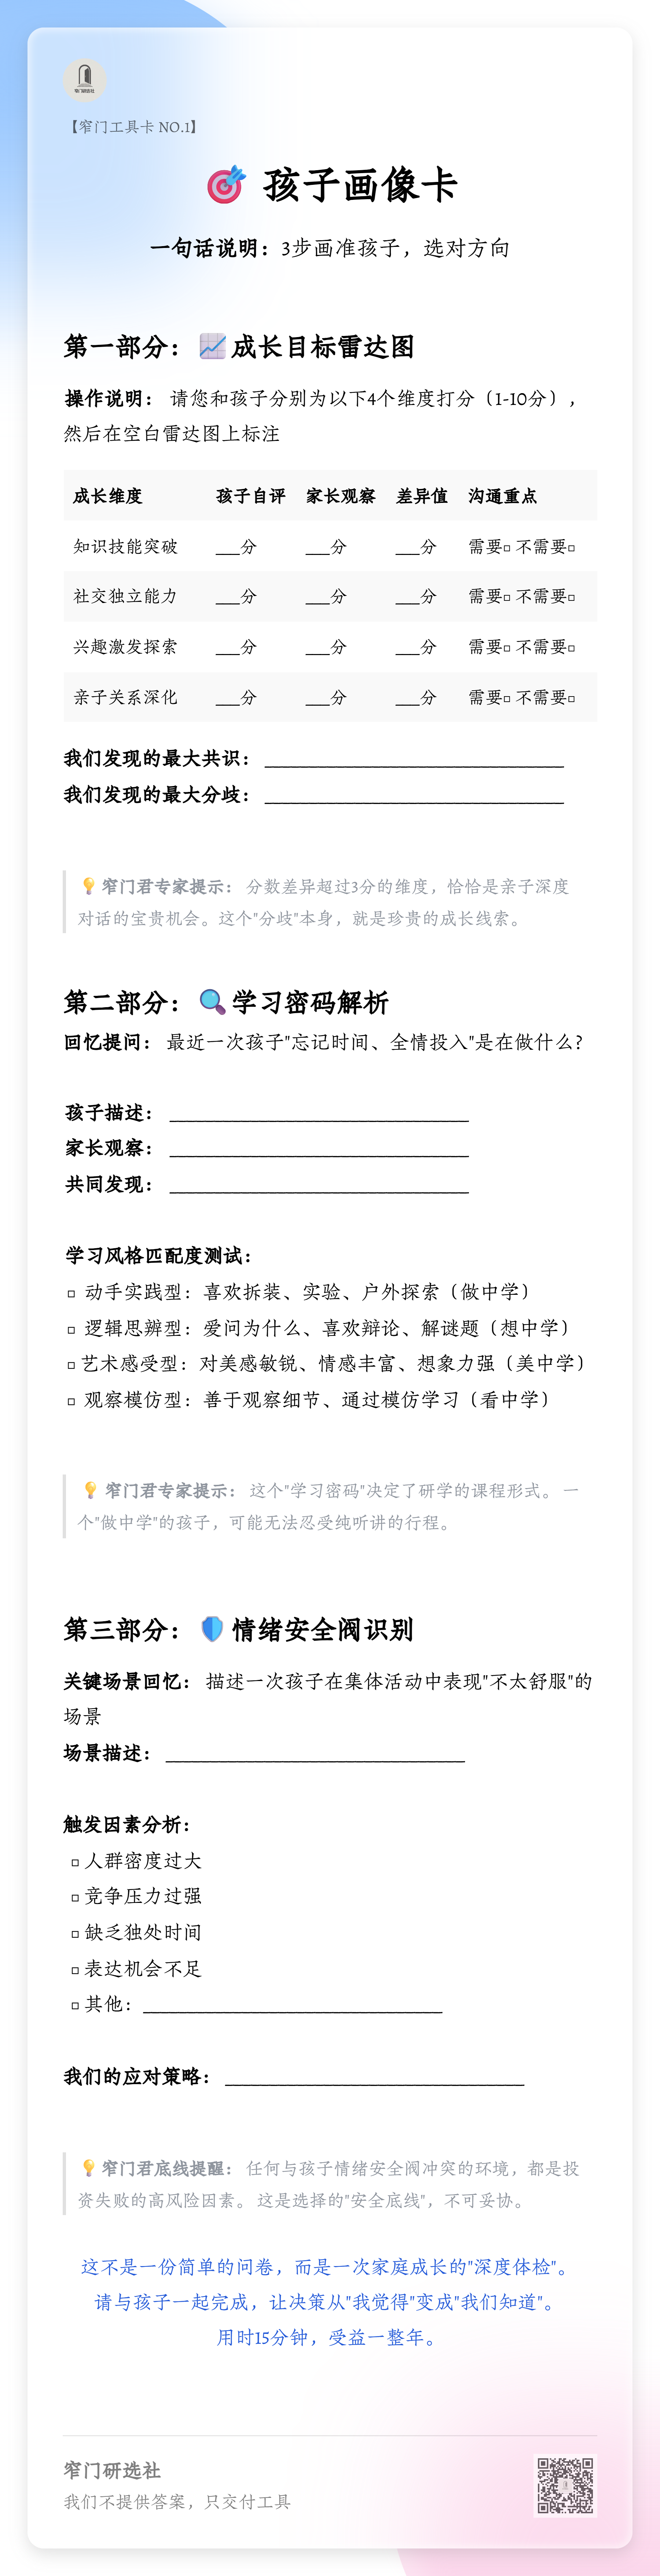 窄门研选社
【窄门工具卡 NO.1】
🎯 孩子画像卡
一句话说明：3步画准孩子，选对方向
第一部分：📈成长目标雷达图
操作说明： 请您和孩子分别为以下4个维度打分（1-10分），
然后在空白雷达图上标注
成长维度 孩子自评 家长观察 差异值 沟通重点
知识技能突破 ___分 ___分 ___分 需要□ 不需要□
社交独立能力 ___分 ___分 ___分 需要□ 不需要□
兴趣激发探索 ___分 ___分 ___分 需要□ 不需要□
亲子关系深化 ___分 ___分 ___分 需要□ 不需要□
我们发现的最大共识： ______________________________
我们发现的最大分歧： ______________________________
💡窄门君专家提示： 分数差异超过3分的维度，恰恰是亲子深度
对话的宝贵机会。这个"分歧"本身，就是珍贵的成长线索。
第二部分：🔍学习密码解析
回忆提问： 最近一次孩子"忘记时间、全情投入"是在做什么?
孩子描述： ______________________________
家长观察： ______________________________
共同发现： ______________________________
学习风格匹配度测试：
□ 动手实践型：喜欢拆装、实验、户外探索（做中学）
□ 逻辑思辨型：爱问为什么、喜欢辩论、解谜题（想中学）
□ 艺术感受型：对美感敏锐、情感丰富、想象力强（美中学）
□ 观察模仿型：善于观察细节、通过模仿学习（看中学）
💡窄门君专家提示： 这个"学习密码"决定了研学的课程形式。 一
个"做中学"的孩子，可能无法忍受纯听讲的行程。
第三部分：🛡️情绪安全阀识别
关键场景回忆： 描述一次孩子在集体活动中表现"不太舒服"的
场景
场景描述： ______________________________
触发因素分析：
□ 人群密度过大
□ 竞争压力过强
□ 缺乏独处时间
□ 表达机会不足
□ 其他：______________________________
我们的应对策略： ______________________________
💡窄门君底线提醒： 任何与孩子情绪安全阀冲突的环境，都是投
资失败的高风险因素。 这是选择的"安全底线"，不可妥协。
这不是一份简单的问卷，而是一次家庭成长的"深度体检"。
请与孩子一起完成，让决策从"我觉得"变成"我们知道"。
用时15分钟，受益一整年。
窄门研选社
我们不提供答案，只交付工具